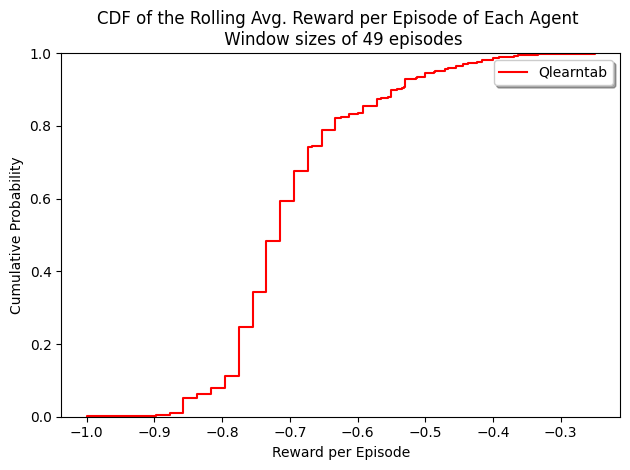 CDF of the Rolling Avg. Reward per Episode of Each Agent
Window sizes of 49 episodes
Qlearntab
Cumulative Probability
1.0
0.8
0.6
0.4
0.2
0.0
−1.0 −0.9 −0.8 −0.7 −0.6 −0.5 −0.4 −0.3
Reward per Episode